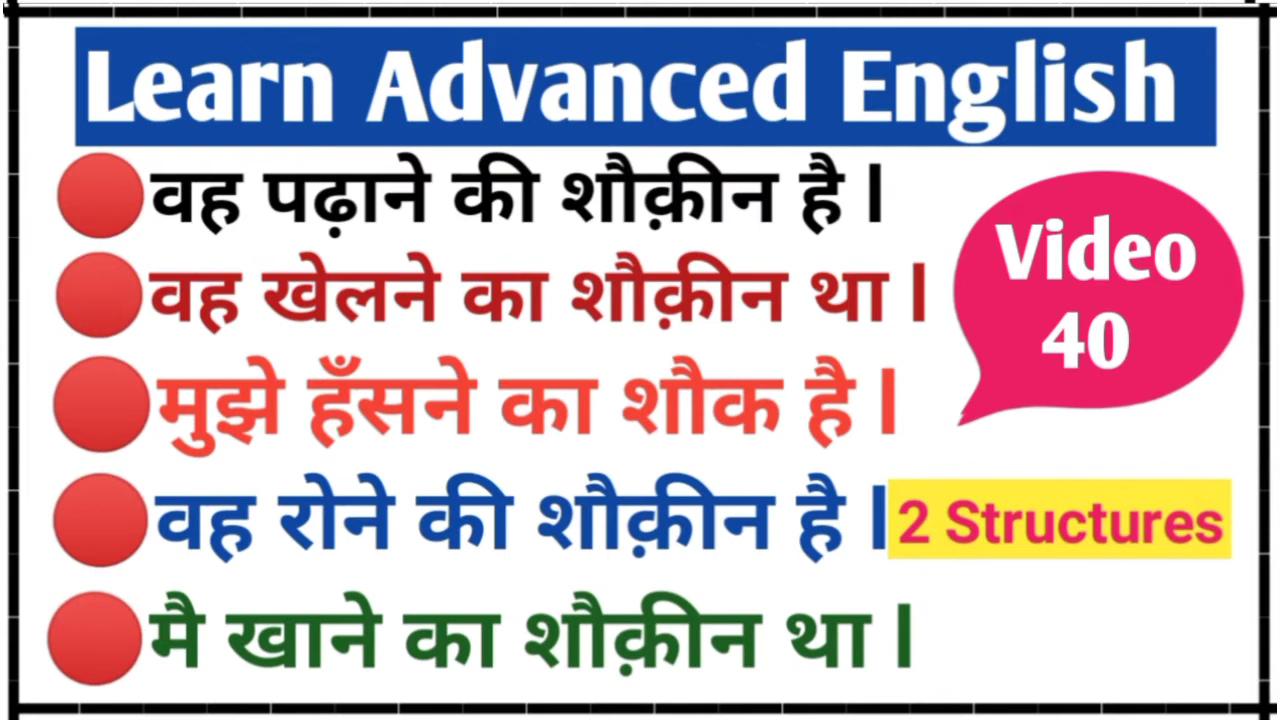 Learn Advanced English
वह पढ़ाने की शौक़ीन है l
वह खेलने का शौक़ीन था l
Video
40
मुझे हँसने का शौक है l
वह रोने की शौक़ीन है l
2 Structures
मै खाने का शौक़ीन था l